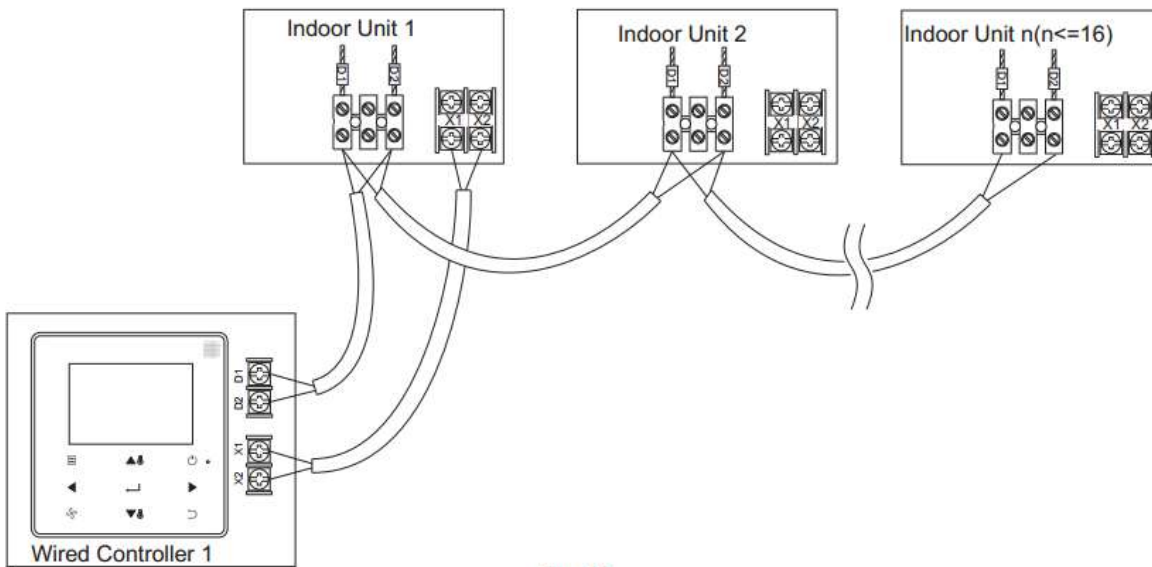 Indoor Unit 1
D1 D2
X1 X2
Indoor Unit 2
D1 D2
X1 X2
Indoor Unit n(n<=16)
D1 D2
X1 X2
D1
D2
X1
X2
Wired Controller 1